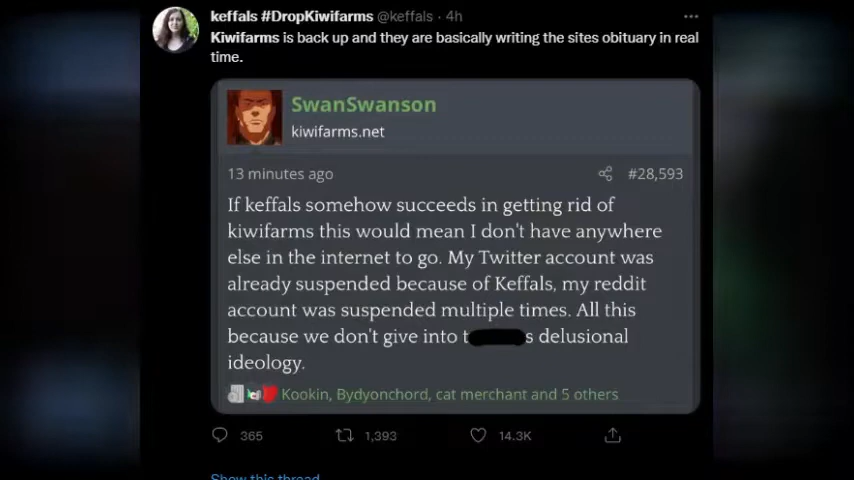 keffals #DropKiwifarms @keffals · 4h
Kiwifarms is back up and they are basically writing the sites obituary in real
time.
SwanSwanson
kiwifarms.net
13 minutes ago #28,593
If keffals somehow succeeds in getting rid of
kiwifarms this would mean I don't have anywhere
else in the internet to go. My Twitter account was
already suspended because of Keffals, my reddit
account was suspended multiple times. All this
because we don't give into t s delusional
ideology.
Kookin, Bydyonchord, cat merchant and 5 others
365 1,393 14.3K
Show this thread